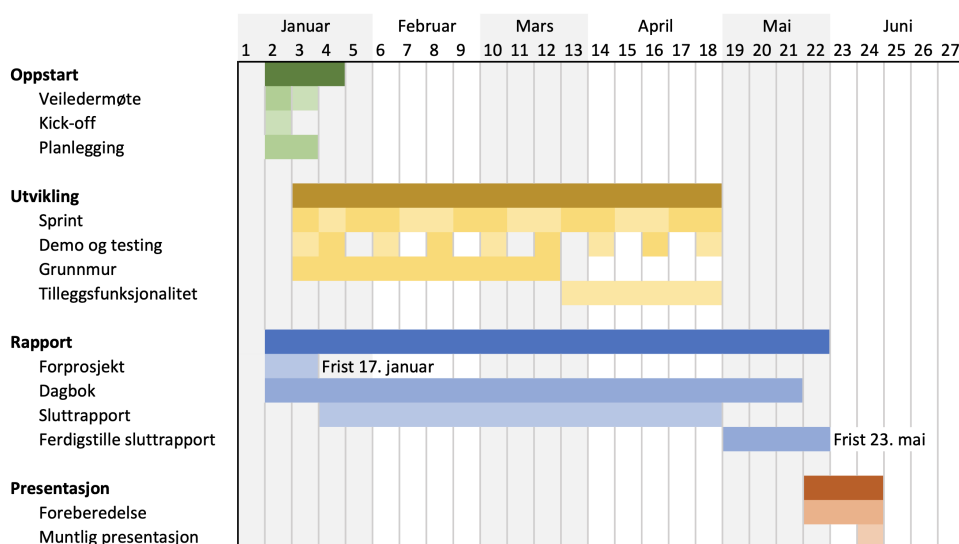 Januar Februar Mars April Mai Juni
1 2 3 4 5 6 7 8 9 10 11 12 13 14 15 16 17 18 19 20 21 22 23 24 25 26 27
Oppstart
Veiledermøte
Kick-off
Planlegging
Utvikling
Sprint
Demo og testing
Grunnmur
Tilleggsfunksjonalitet
Rapport
Forprosjekt Frist 17. januar
Dagbok
Sluttrapport
Ferdigstille sluttrapport Frist 23. mai
Presentasjon
Foreberedelse
Muntlig presentasjon